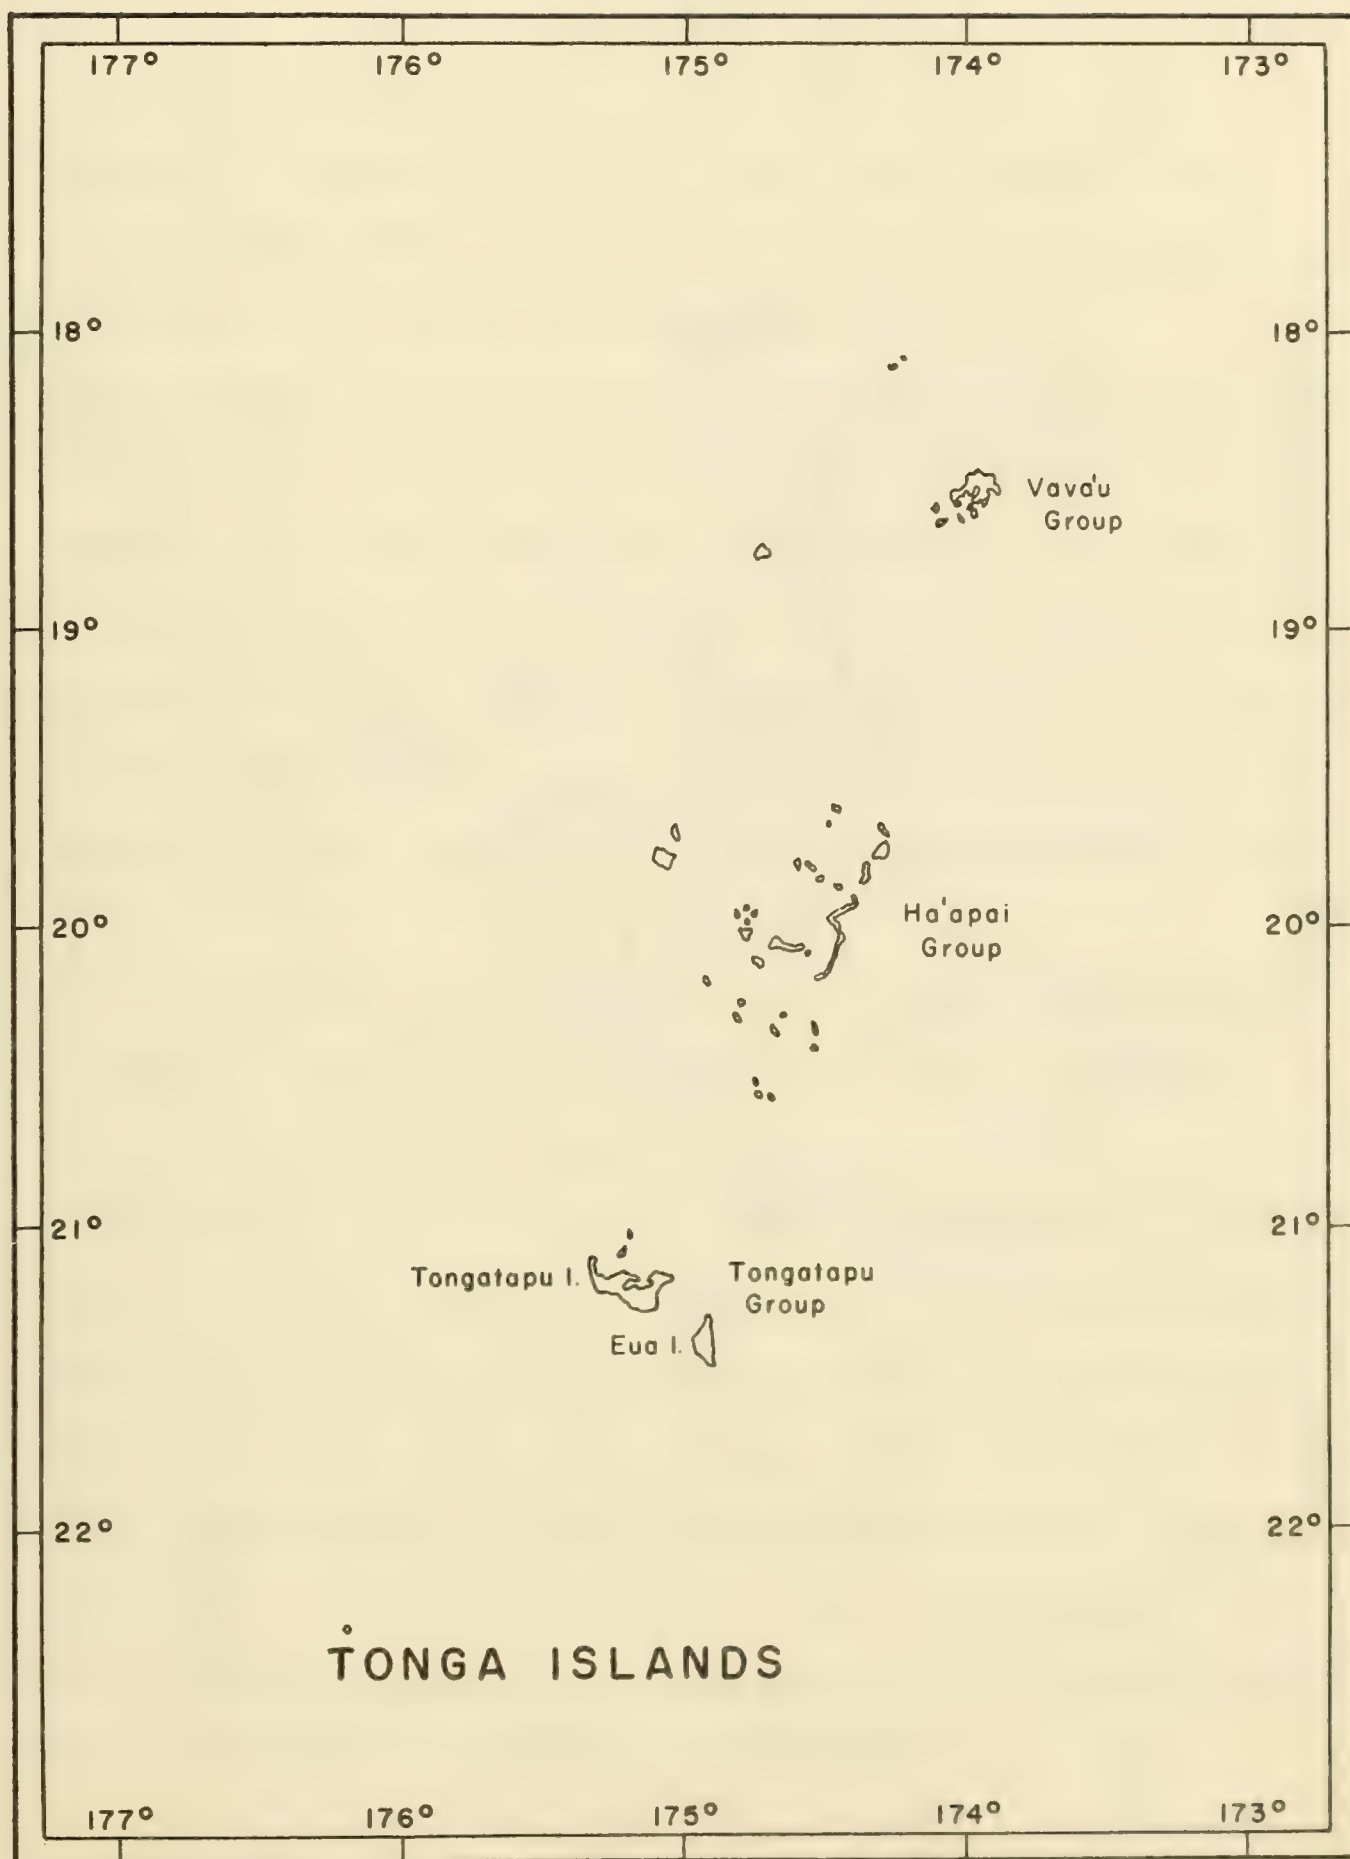 177° 176° 175° 174° 173°
18° 18°
Vava'u
Group
19° 19°
Ha'apai
20° 20°
Group
21° 21°
Tongatapu I. Tongatapu
Group
Eua I.
22° 22°
TONGA ISLANDS
177° 176° 175° 174° 173°